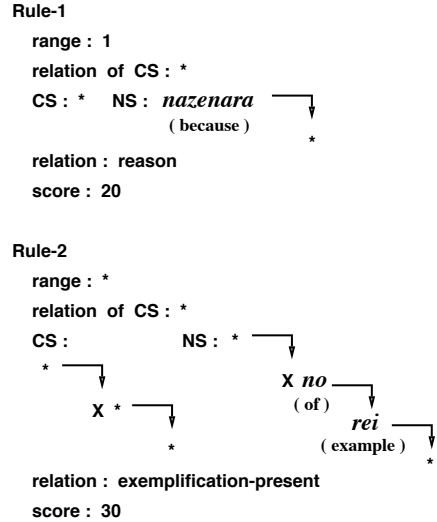 Rule-1
range : 1
relation of CS : *
CS : * NS : nazenara
( because )
*
relation : reason
score : 20
Rule-2
range : *
relation of CS : *
CS : NS : *
*
X no
( of )
X *
rei
( example )
*
*
relation : exemplification-present
score : 30